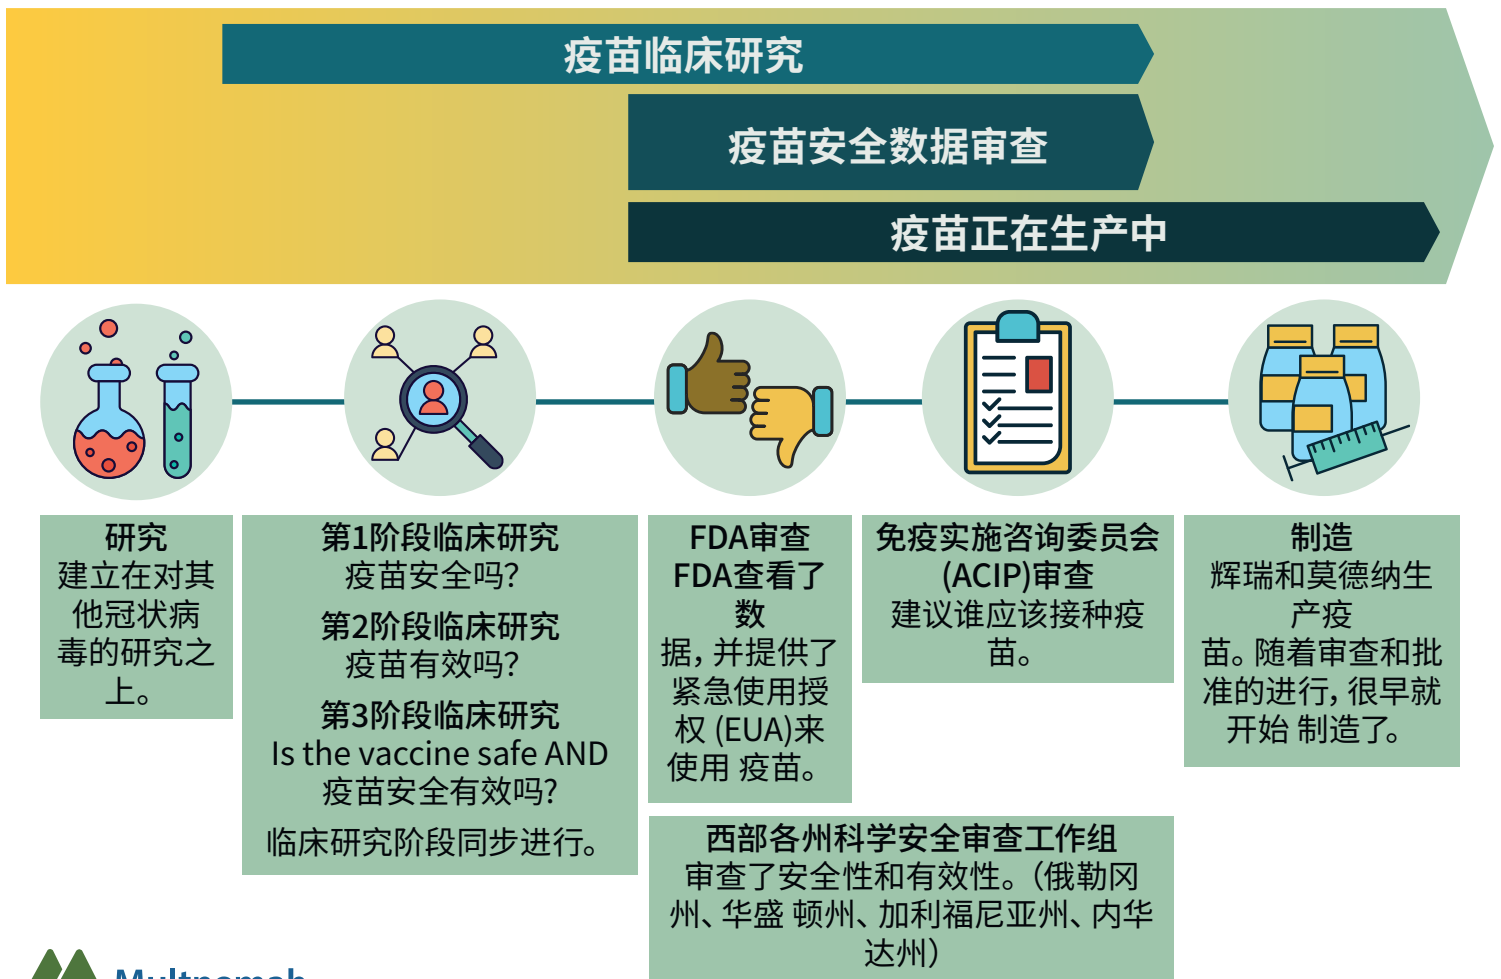 疫苗临床研究
疫苗安全数据审查
疫苗正在生产中
研究
建立在对其
他冠状病
毒的研究之
上。
第1阶段临床研究
疫苗安全吗?
第2阶段临床研究
疫苗有效吗?
第3阶段临床研究
Is the vaccine safe AND
疫苗安全有效吗?
临床研究阶段同步进行。
FDA审查
FDA查看了
数
据，并提供了
紧急使用授
权 (EUA)来
使用 疫苗。
免疫实施咨询委员会
(ACIP)审查
建议谁应该接种疫
苗。
制造
辉瑞和莫德纳生
产疫
苗。随着审查和批
准的进行，很早就
开始 制造了。
西部各州科学安全审查工作组
审查了安全性和有效性。（俄勒冈
州、华盛 顿州、加利福尼亚州、内华
达州）
Multnomah